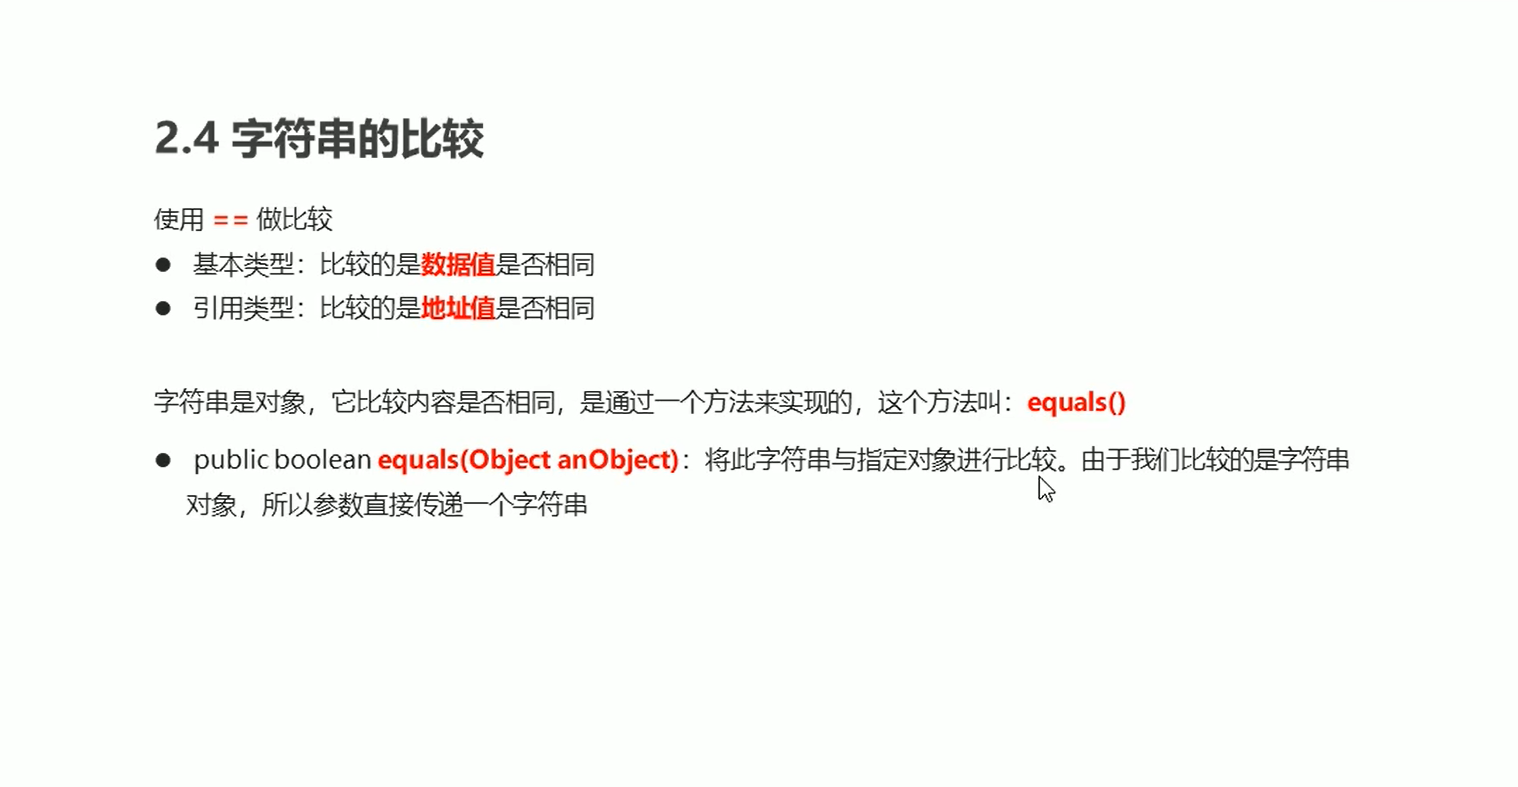 2.4 字符串的比较
使用 == 做比较
● 基本类型：比较的是数据值是否相同
● 引用类型：比较的是地址值是否相同
字符串是对象，它比较内容是否相同，是通过一个方法来实现的，这个方法叫：equals()
● public boolean equals(Object anObject)：将此字符串与指定对象进行比较。由于我们比较的是字符串
对象，所以参数直接传递一个字符串